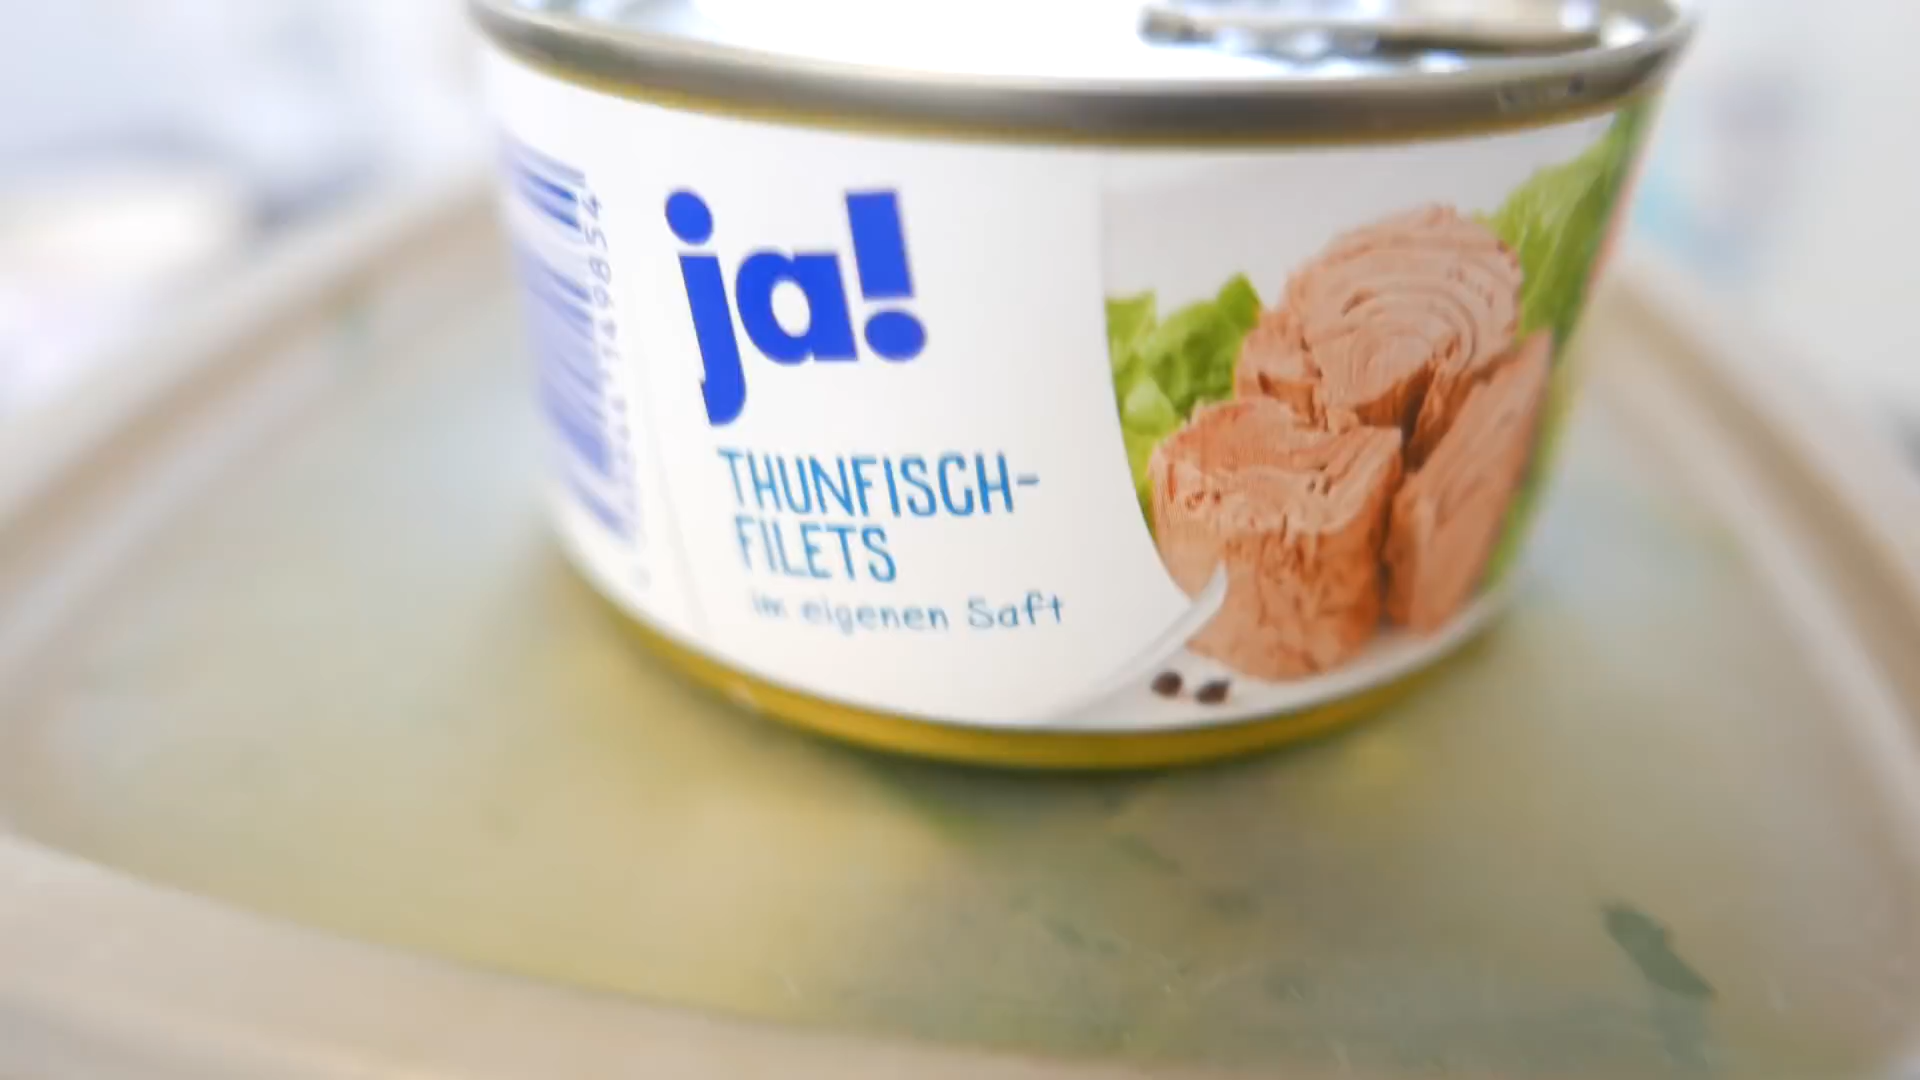 ja!
THUNFISCH-
FILETS
im eigenen Saft